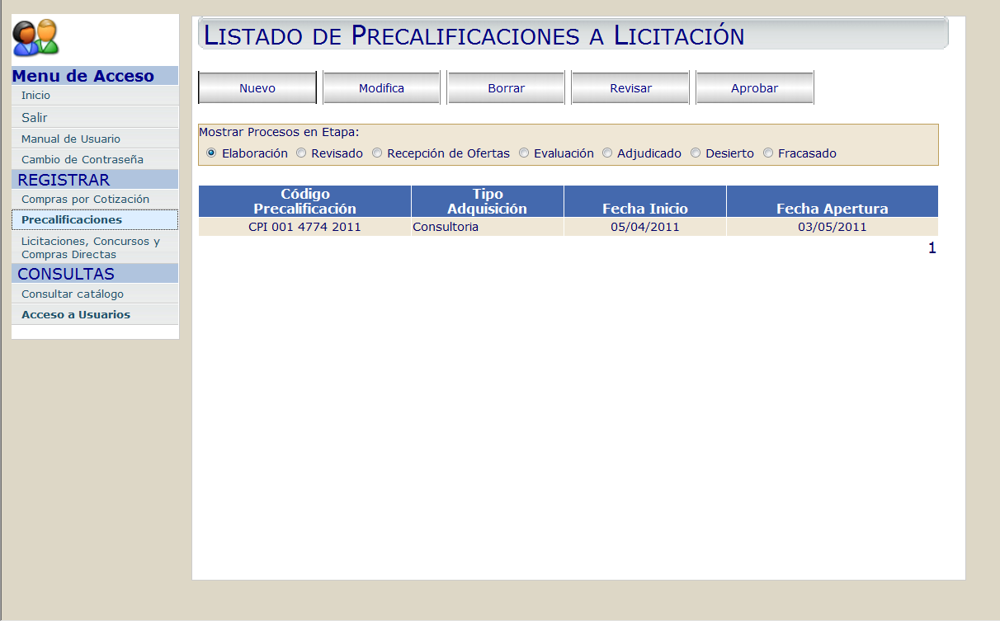 Menu de Acceso
Inicio
Salir
Manual de Usuario
Cambio de Contraseña
REGISTRAR
Compras por Cotización
Precalificaciones
Licitaciones, Concursos y
Compras Directas
CONSULTAS
Consultar catálogo
Acceso a Usuarios
LISTADO DE PRECALIFICACIONES A LICITACIÓN
Nuevo Modifica Borrar Revisar Aprobar
Mostrar Procesos en Etapa:
Elaboración Revisado Recepción de Ofertas Evaluación Adjudicado Desierto Fracasado
Código Tipo
Precalificación Adquisición Fecha Inicio Fecha Apertura
CPI 001 4774 2011 Consultoria 05/04/2011 03/05/2011
1